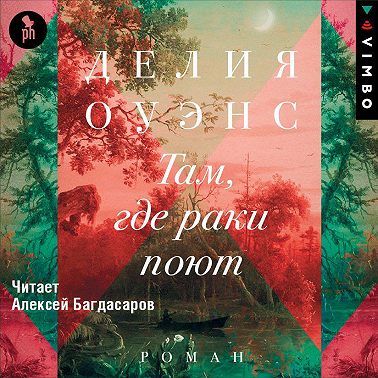 ph
VIMBO
ДЕЛИЯ
ОУЭНС
Там,
где раки
поют
Читает
Алексей Багдасаров
РОМАН